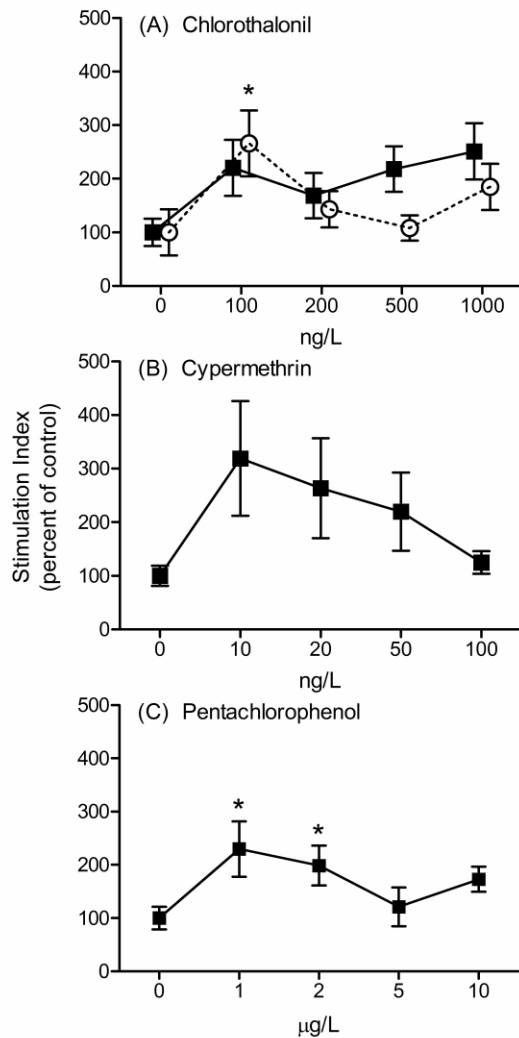 (A) Chlorothalonil
500
400
*
300
200
100
0
0 100 200 500 1000
ng/L
(B) Cypermethrin
500
400
300
200
100
0
0 10 20 50 100
ng/L
Stimulation Index
(percent of control)
(C) Pentachlorophenol
500
400
300
* *
200
100
0
0 1 2 5 10
µg/L